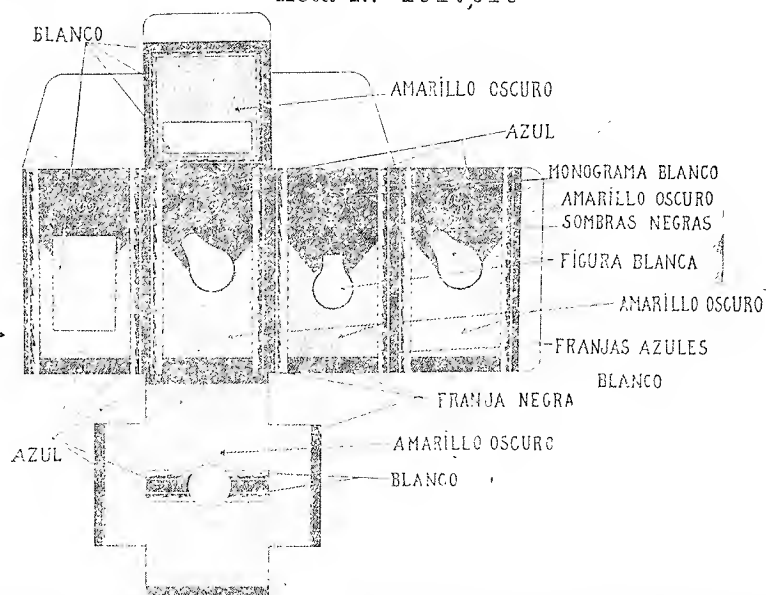 BLANCO
AMARILLO OSCURO
AZUL
MONOGRAMA BLANCO
AMARILLO OSCURO
SOMBRAS NEGRAS
FIGURA BLANCA
AMARILLO OSCURO
FRANJAS AZULES
BLANCO
FRANJA NEGRA
AMARILLO OSCURO
AZUL
BLANCO